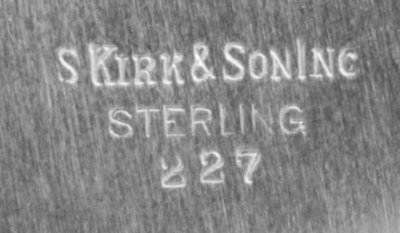 S KIRK & SON INC
STERLING
227